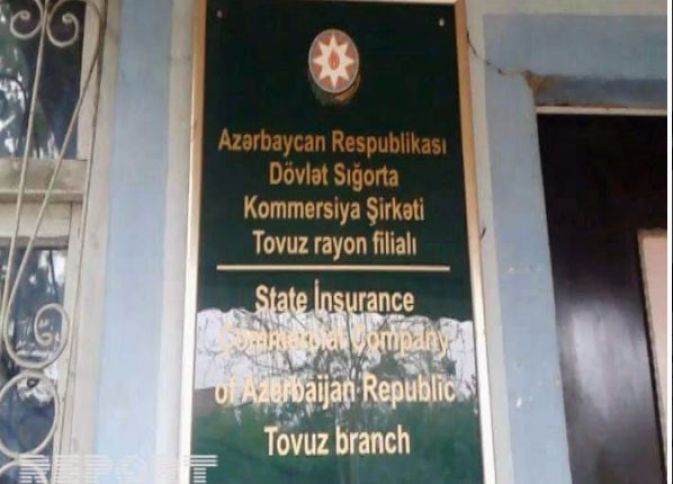 Azərbaycan Respublikası
Dövlət Sığorta
Kommersiya Şirkəti
Tovuz rayon filialı
State İnsurance
Commercial Company
of Azerbaijan Republic
Tovuz branch
REPORT